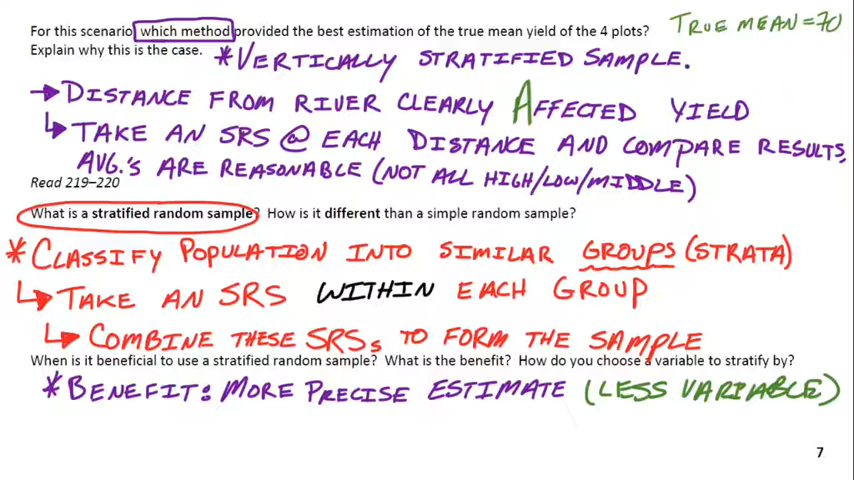 For this scenario which method provided the best estimation of the true mean yield of the 4 plots? TRUE MEAN = 70
Explain why this is the case. *VERTICALLY STRATIFIED SAMPLE.
→ DISTANCE FROM RIVER CLEARLY AFFECTED YIELD
↳ TAKE AN SRS @ EACH DISTANCE AND COMPARE RESULTS,
AVG.'S ARE REASONABLE (NOT ALL HIGH/LOW/MIDDLE)
Read 219–220
What is a stratified random sample? How is it different than a simple random sample?
* CLASSIFY POPULATION INTO SIMILAR GROUPS (STRATA)
↳ TAKE AN SRS WITHIN EACH GROUP
↳ COMBINE THESE SRSs TO FORM THE SAMPLE
When is it beneficial to use a stratified random sample? What is the benefit? How do you choose a variable to stratify by?
* BENEFIT: MORE PRECISE ESTIMATE (LESS VARIABLE)
7